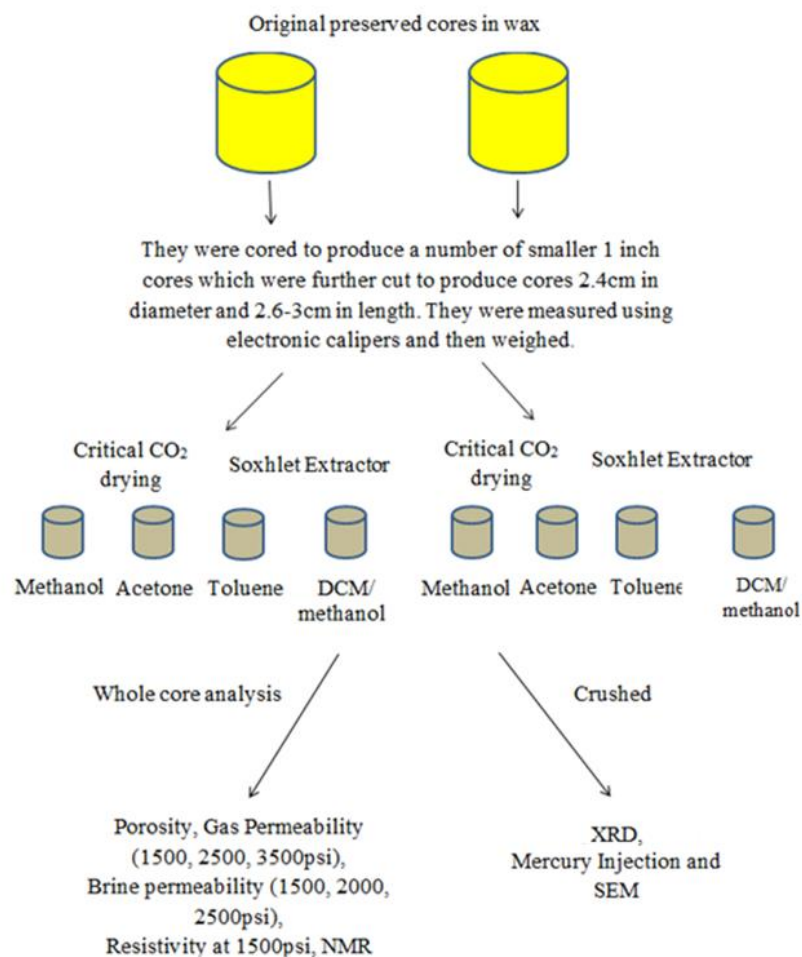 Original preserved cores in wax
They were cored to produce a number of smaller 1 inch
cores which were further cut to produce cores 2.4cm in
diameter and 2.6-3cm in length. They were measured using
electronic calipers and then weighed.
Critical CO₂
drying
Soxhlet Extractor
Critical CO₂
drying
Soxhlet Extractor
Methanol
Acetone
Toluene
DCM/
methanol
Methanol
Acetone
Toluene
DCM/
methanol
Whole core analysis
Crushed
Porosity, Gas Permeability
(1500, 2500, 3500psi),
Brine permeability (1500, 2000,
2500psi),
Resistivity at 1500psi, NMR
XRD,
Mercury Injection and
SEM